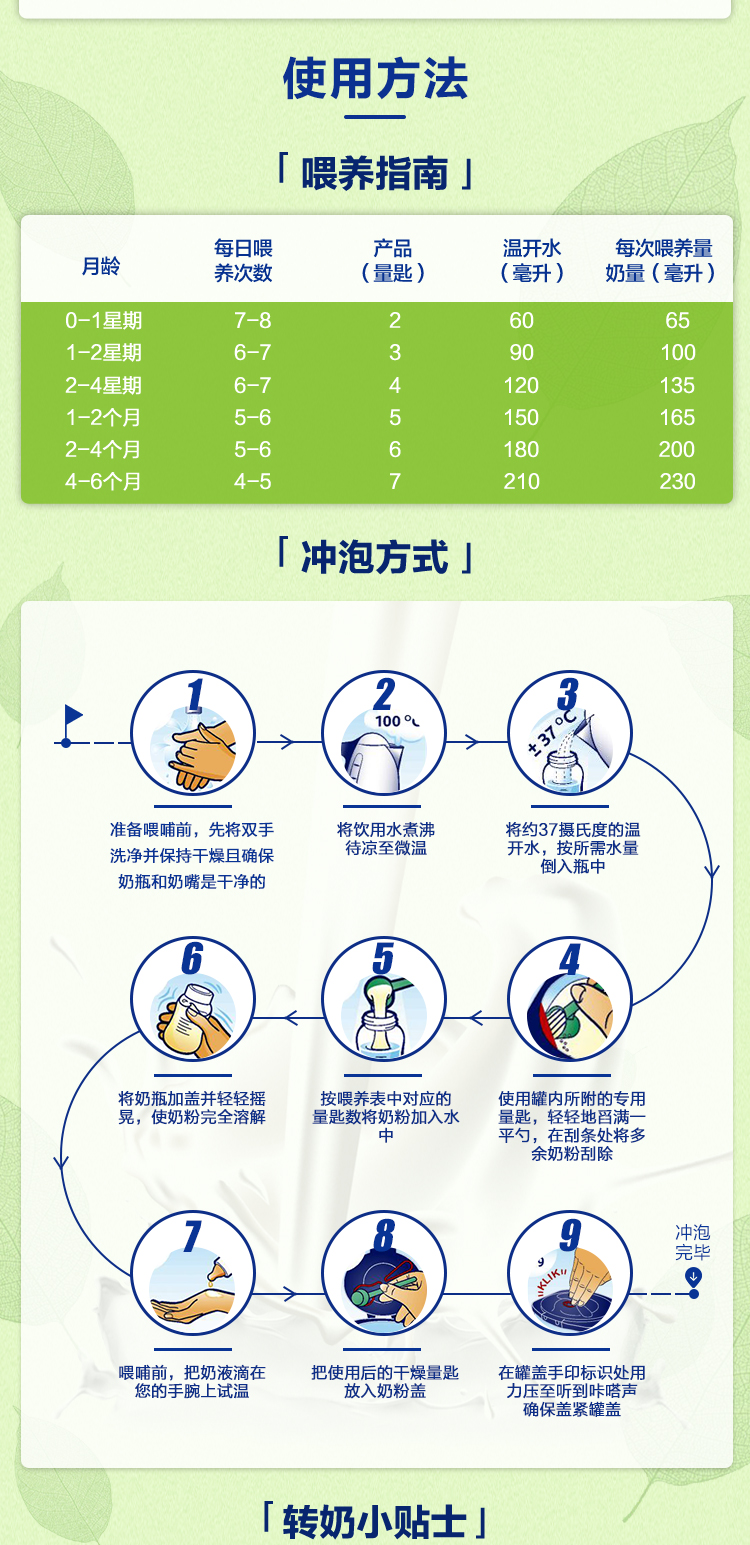 使用方法
「喂养指南」
月龄 每日喂养次数 产品（量匙） 温开水（毫升） 每次喂养量奶量（毫升）
0-1星期 7-8 2 60 65
1-2星期 6-7 3 90 100
2-4星期 6-7 4 120 135
1-2个月 5-6 5 150 165
2-4个月 5-6 6 180 200
4-6个月 4-5 7 210 230
「冲泡方式」
1
准备喂哺前，先将双手
洗净并保持干燥且确保
奶瓶和奶嘴是干净的
2
100℃
将饮用水煮沸
待凉至微温
3
±37℃
将约37摄氏度的温
开水，按所需水量
倒入瓶中
4
使用罐内所附的专用
量匙，轻轻地舀满一
平勺，在刮条处将多
余奶粉刮除
5
按喂养表中对应的
量匙数将奶粉加入水
中
6
将奶瓶加盖并轻轻摇
晃，使奶粉完全溶解
7
喂哺前，把奶液滴在
您的手腕上试温
8
把使用后的干燥量匙
放入奶粉盖
9
9
"KLIK"
在罐盖手印标识处用
力压至听到咔嗒声
确保盖紧罐盖
冲泡
完毕
「转奶小贴士」